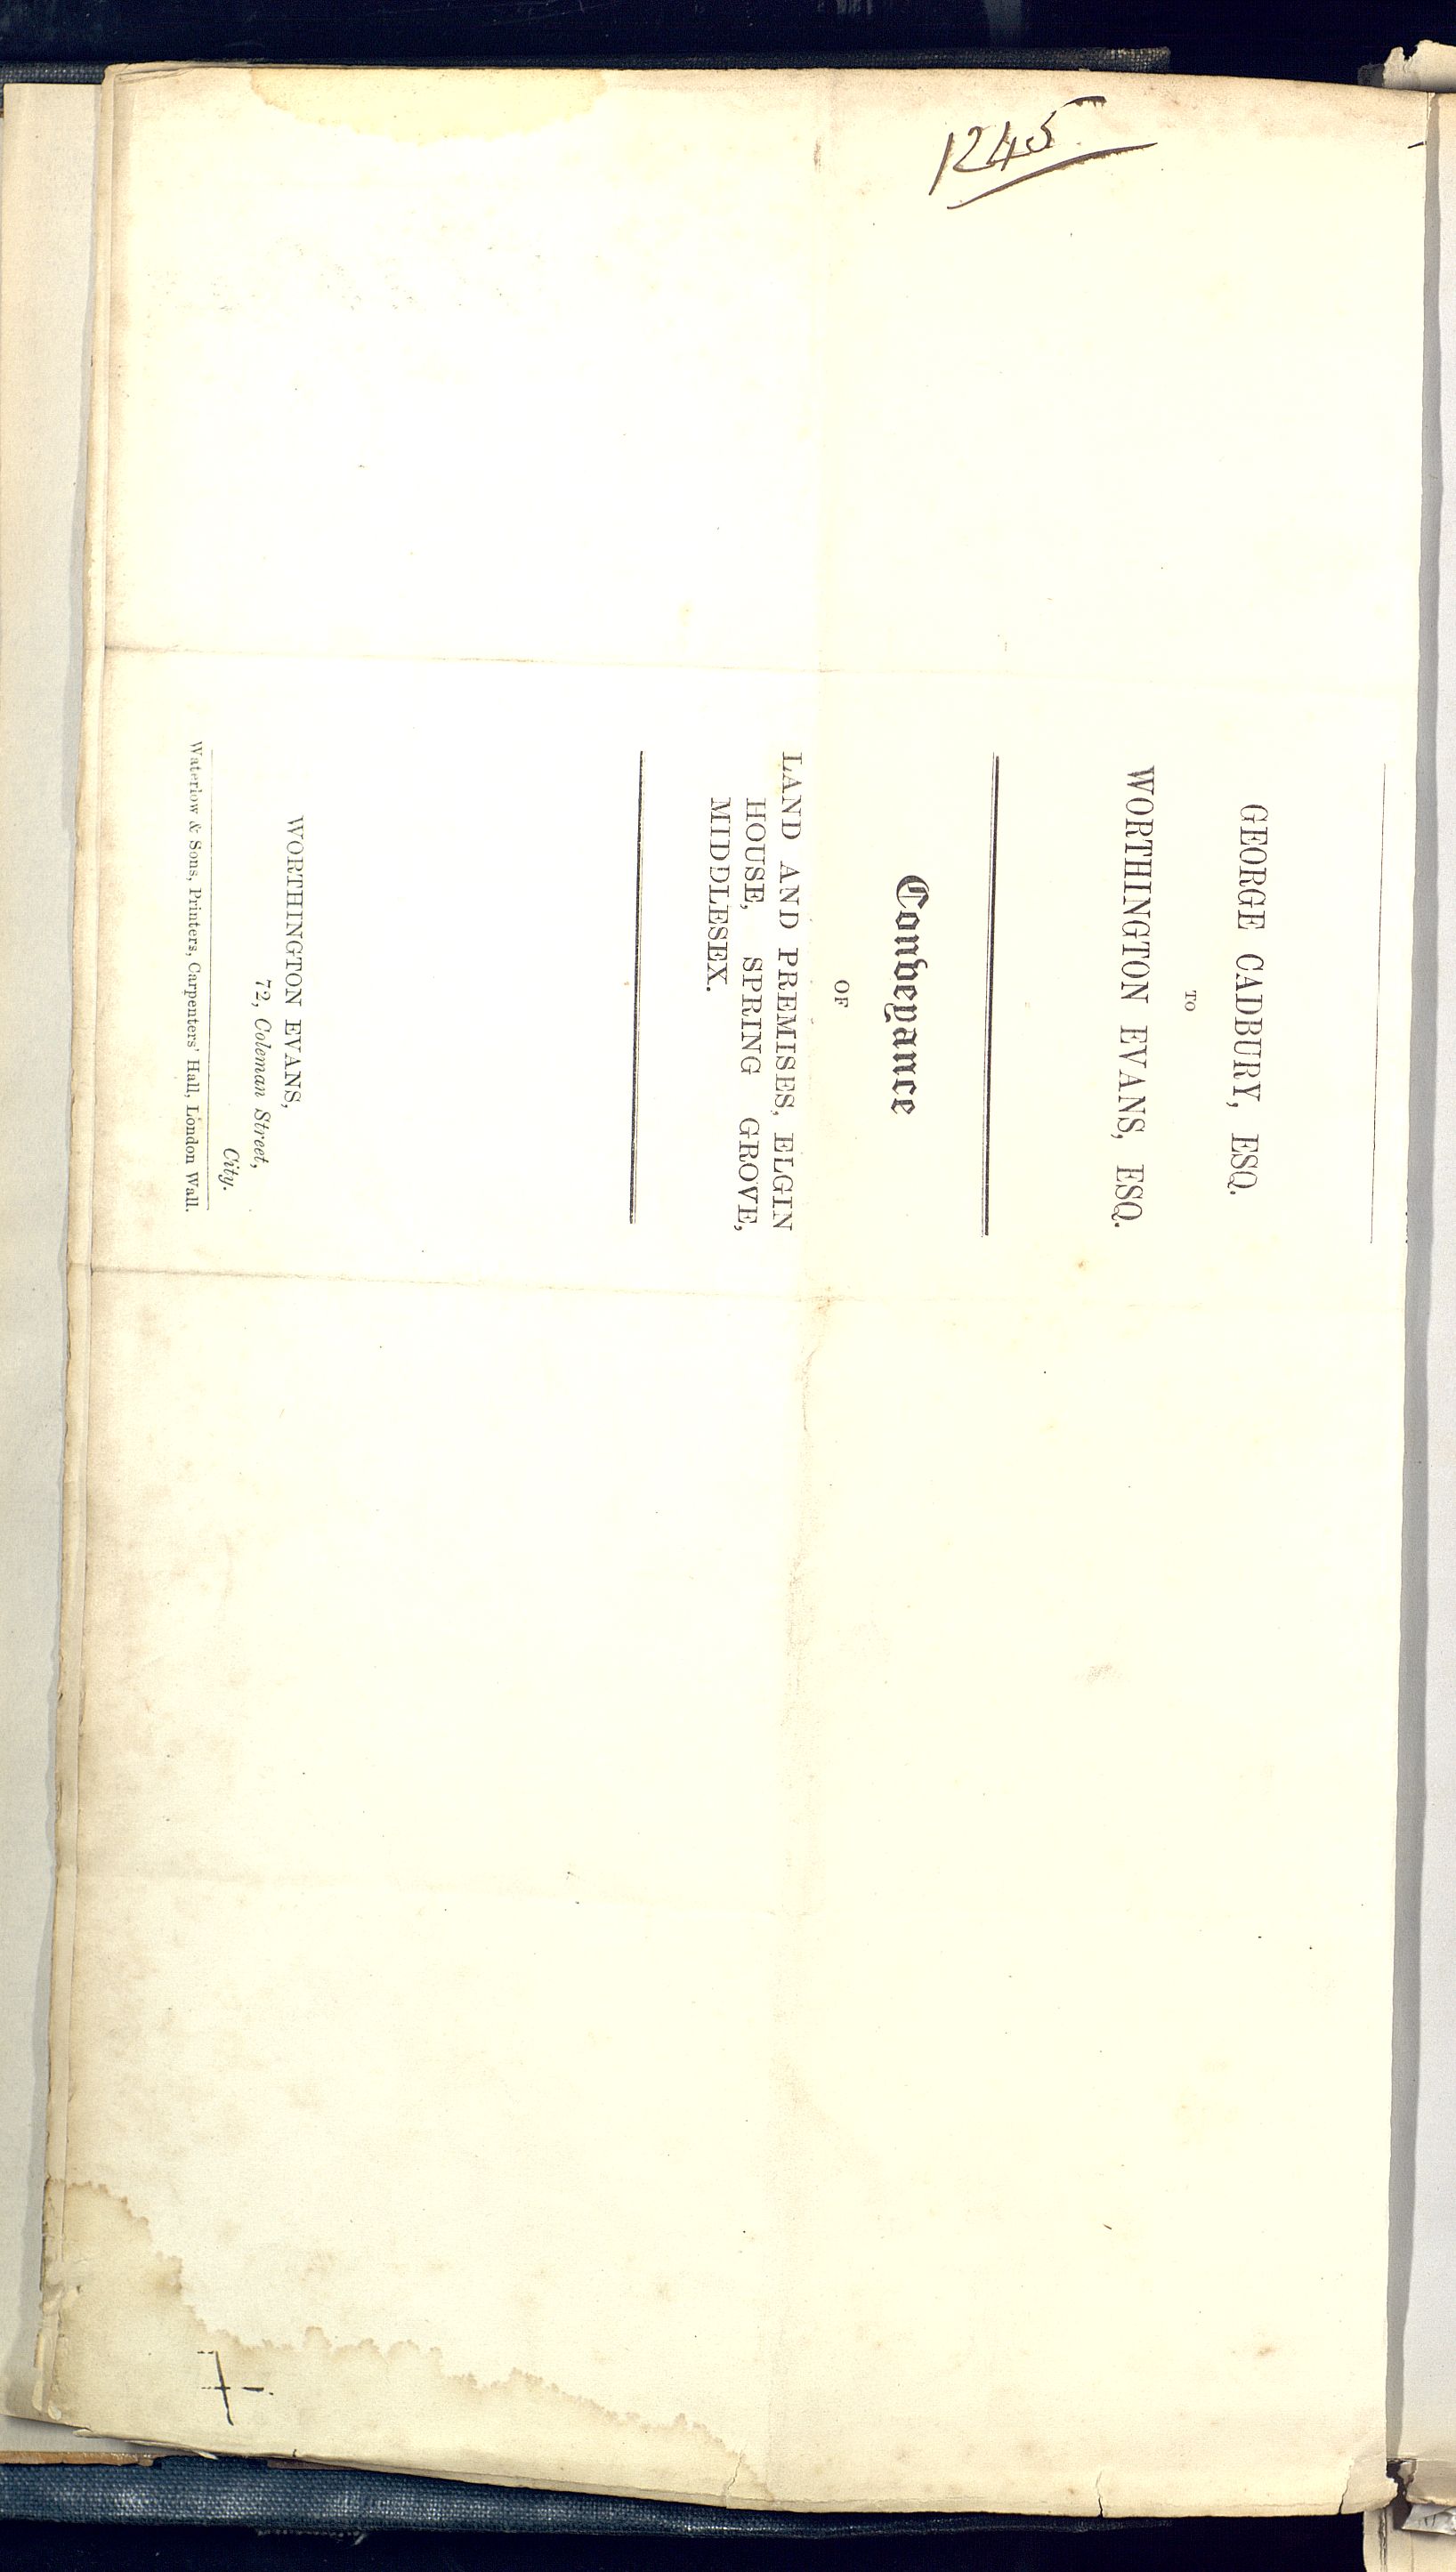 1245
GEORGE CADBURY, ESQ.
TO
WORTHINGTON EVANS, ESQ.
Conveyance
OF
LAND AND PREMISES, ELGIN
HOUSE, SPRING GROVE,
MIDDLESEX.
WORTHINGTON EVANS,
72, Coleman Street,
City.
Waterlow & Sons, Printers, Carpenters' Hall, London Wall.